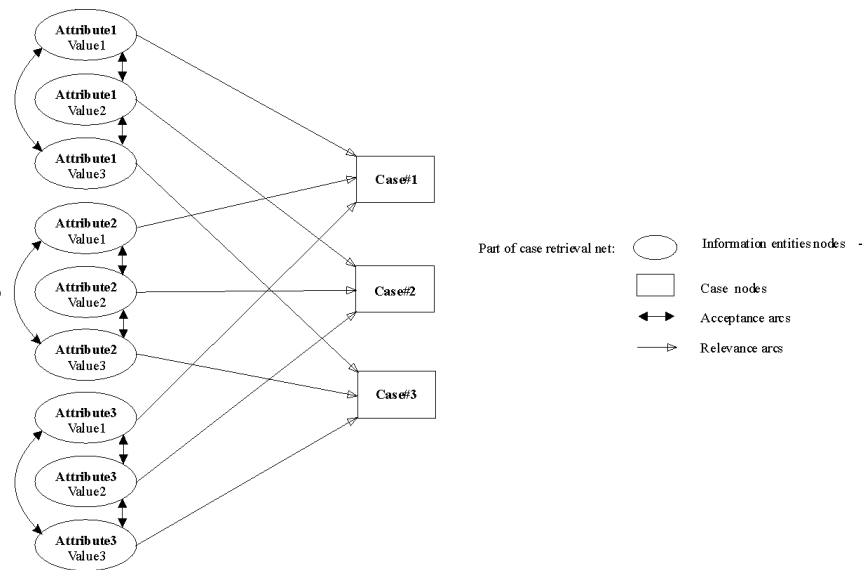 Attribute1
Value1
Attribute1
Value2
Attribute1
Value3
Attribute2
Value1
Attribute2
Value2
Attribute2
Value3
Attribute3
Value1
Attribute3
Value2
Attribute3
Value3
Case#1
Case#2
Case#3
Part of case retrieval net:
Information entities nodes -
Case nodes
Acceptance arcs
Relevance arcs